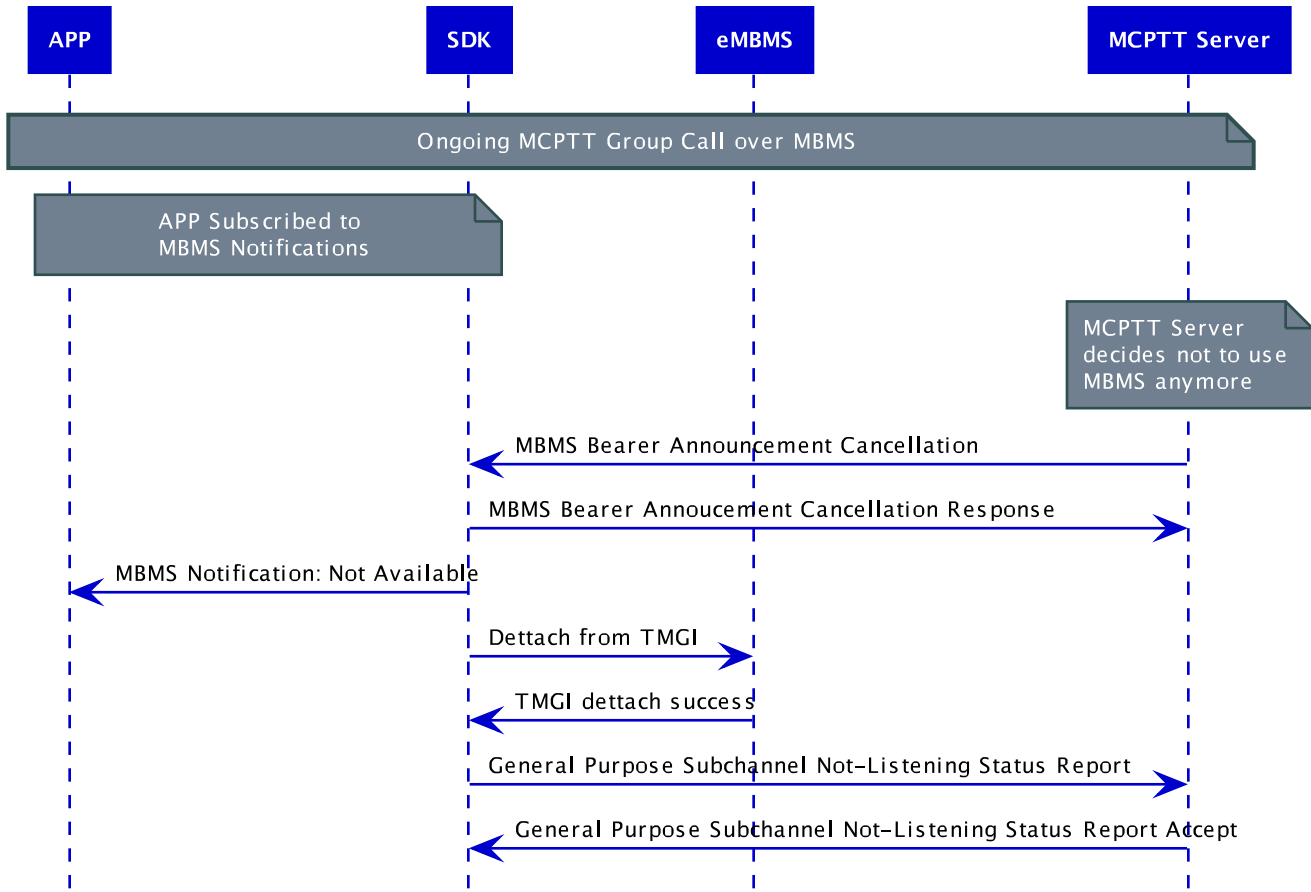 APP
SDK
eMBMS
MCPTT Server
Ongoing MCPTT Group Call over MBMS
APP Subscribed to
MBMS Notifications
MCPTT Server
decides not to use
MBMS anymore
MBMS Bearer Announcement Cancellation
MBMS Bearer Annoucement Cancellation Response
MBMS Notification: Not Available
Dettach from TMGI
TMGI dettach success
General Purpose Subchannel Not-Listening Status Report
General Purpose Subchannel Not-Listening Status Report Accept